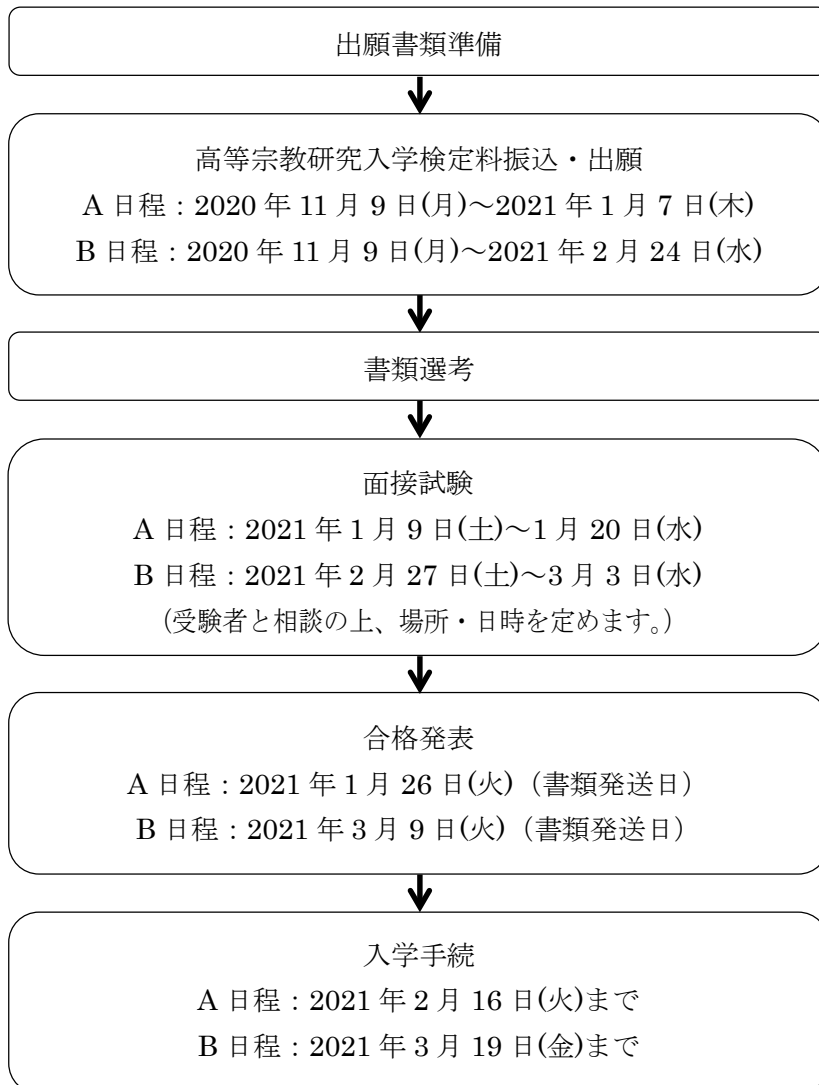 出願書類準備
高等宗教研究入学検定料振込・出願
A 日程：2020 年 11 月 9 日(月)～2021 年 1 月 7 日(木)
B 日程：2020 年 11 月 9 日(月)～2021 年 2 月 24 日(水)
書類選考
面接試験
A 日程：2021 年 1 月 9 日(土)～1 月 20 日(水)
B 日程：2021 年 2 月 27 日(土)～3 月 3 日(水)
（受験者と相談の上、場所・日時を定めます。）
合格発表
A 日程：2021 年 1 月 26 日(火)（書類発送日）
B 日程：2021 年 3 月 9 日(火)（書類発送日）
入学手続
A 日程：2021 年 2 月 16 日(火)まで
B 日程：2021 年 3 月 19 日(金)まで